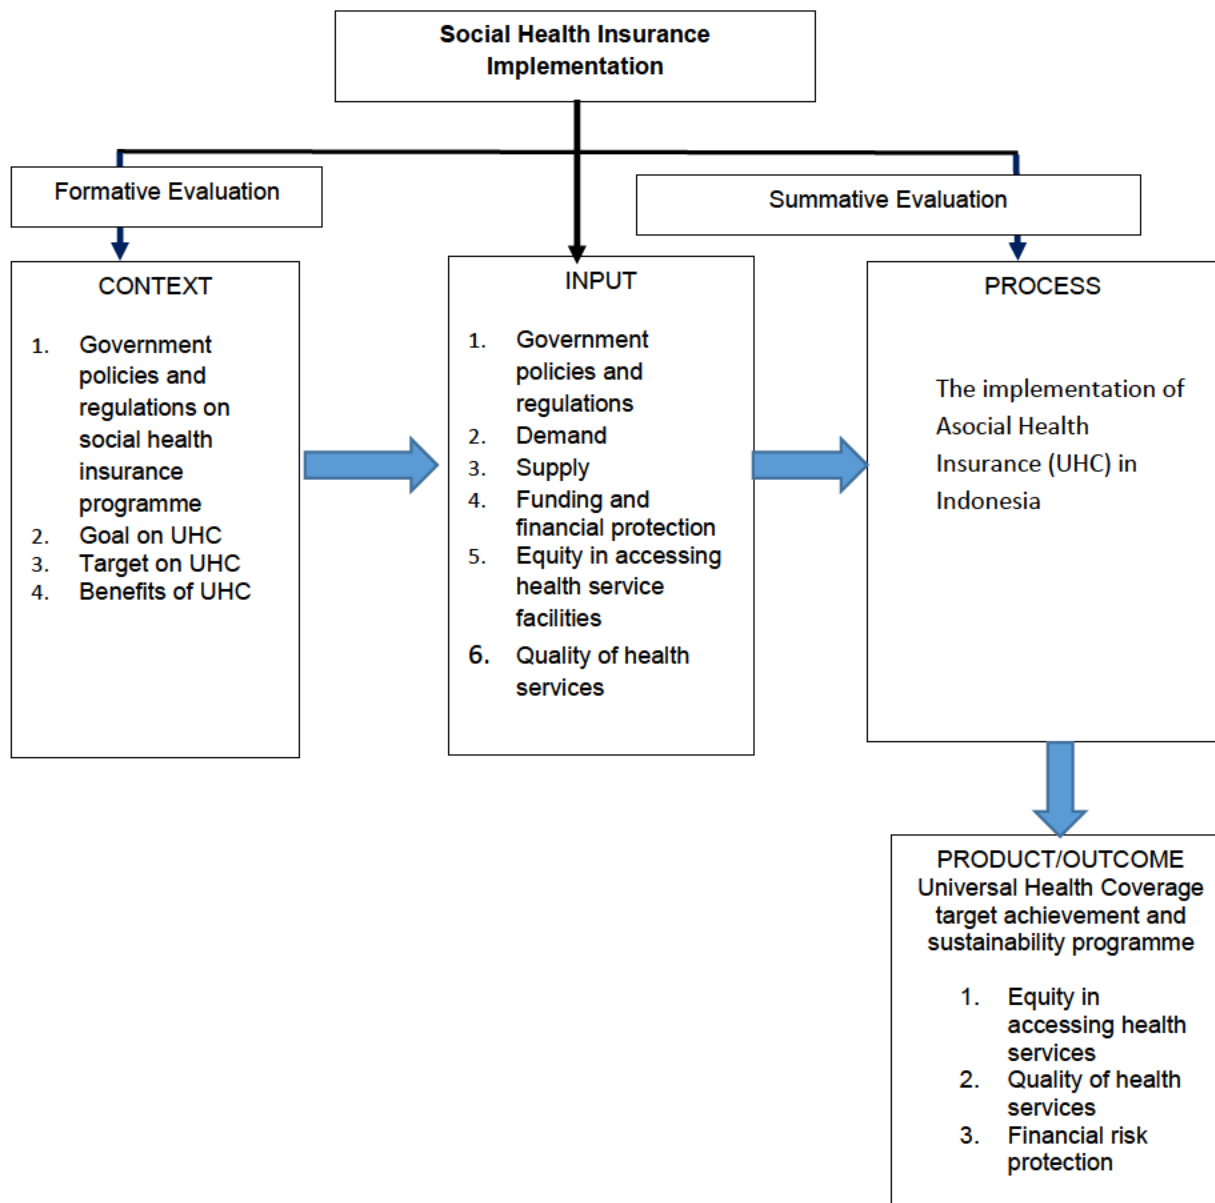 Social Health Insurance
Implementation
Formative Evaluation
Summative Evaluation
CONTEXT
1. Government
policies and
regulations on
social health
insurance
programme
2. Goal on UHC
3. Target on UHC
4. Benefits of UHC
INPUT
1. Government
policies and
regulations
2. Demand
3. Supply
4. Funding and
financial protection
5. Equity in accessing
health service
facilities
6. Quality of health
services
PROCESS
The implementation of
Asocial Health
Insurance (UHC) in
Indonesia
PRODUCT/OUTCOME
Universal Health Coverage
target achievement and
sustainability programme
1. Equity in
accessing health
services
2. Quality of health
services
3. Financial risk
protection